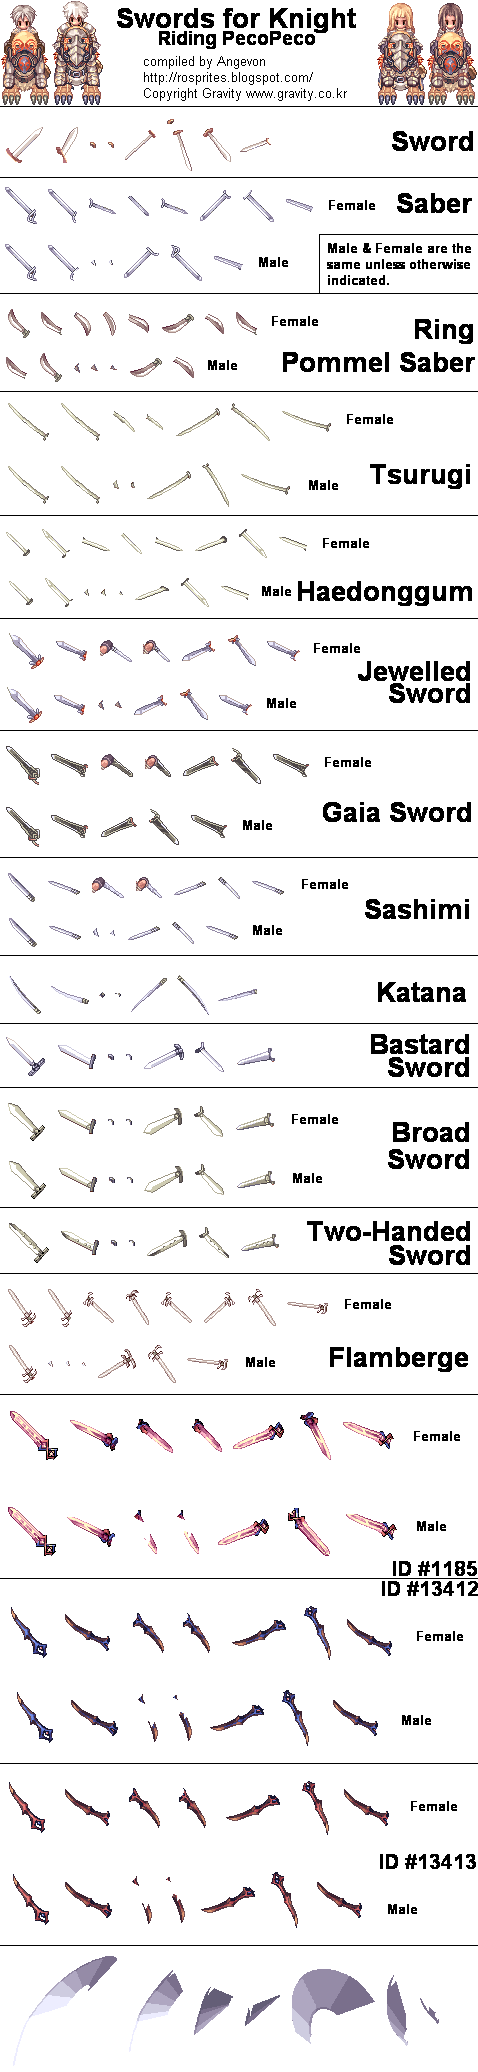 Swords for Knight
Riding PecoPeco
compiled by Angevon
http://rosprites.blogspot.com/
Copyright Gravity www.gravity.co.kr
Sword
Female
Saber
Male
Male & Female are the
same unless otherwise
indicated.
Female
Ring
Pommel Saber
Male
Female
Tsurugi
Male
Female
Male
Haedonggum
Female
Jewelled
Sword
Male
Female
Gaia Sword
Male
Female
Sashimi
Male
Katana
Bastard
Sword
Female
Broad
Sword
Male
Two-Handed
Sword
Female
Male
Flamberge
Female
Male
ID #1185
ID #13412
Female
Male
Female
ID #13413
Male